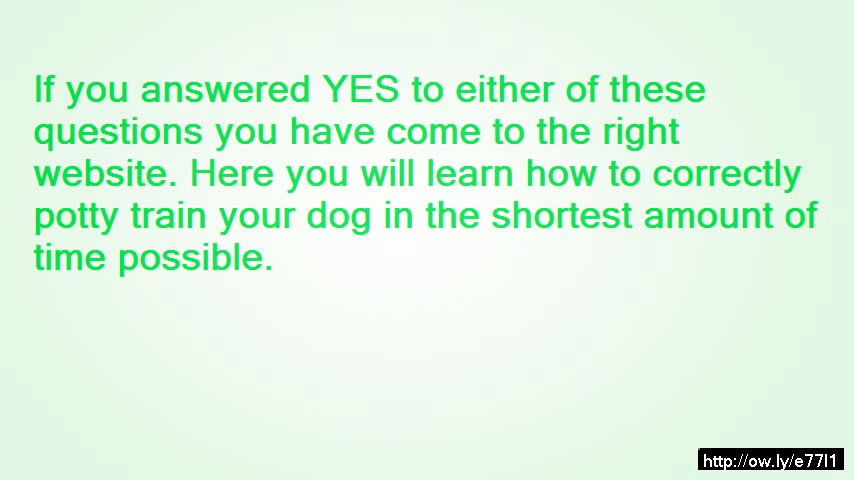 If you answered YES to either of these
questions you have come to the right
website. Here you will learn how to correctly
potty train your dog in the shortest amount of
time possible.
http://ow.ly/e77l1